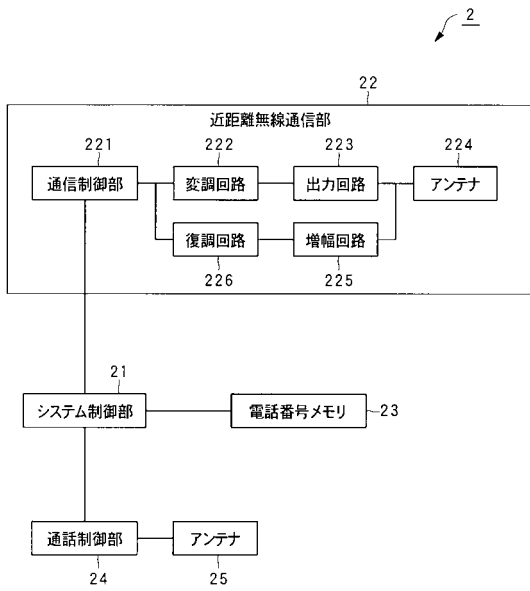 2
22
近距離無線通信部
221 222 223 224
通信制御部 変調回路 出力回路 アンテナ
復調回路 増幅回路
226 225
21
システム制御部 電話番号メモリ 23
通話制御部 アンテナ
24 25